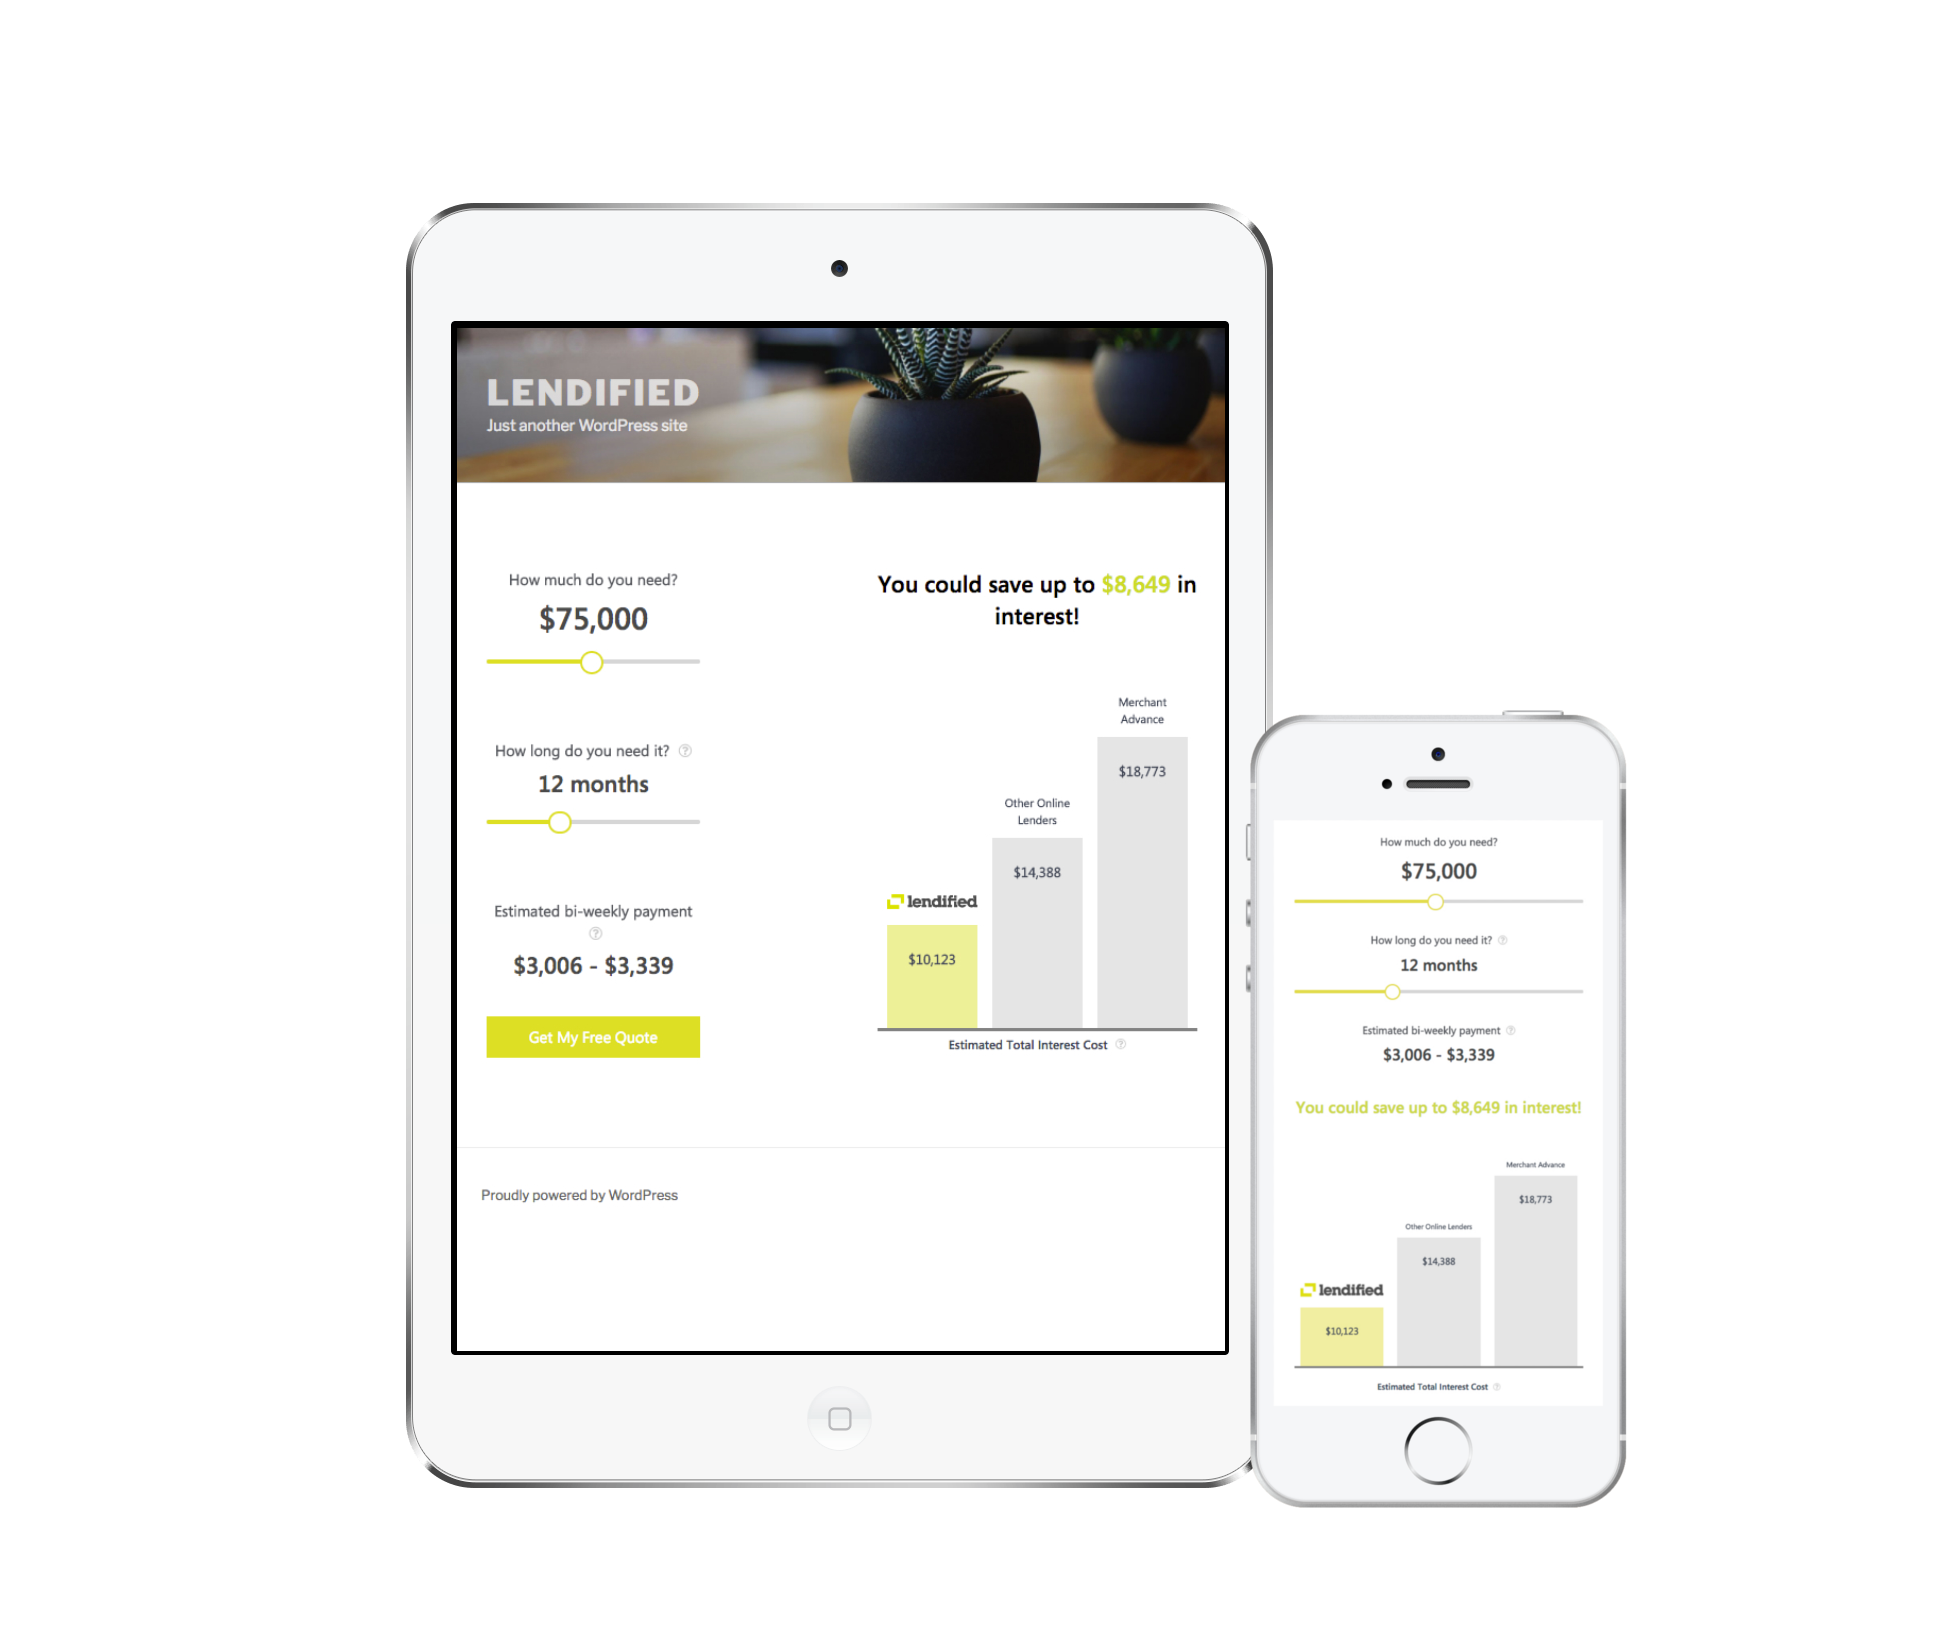 LENDIFIED
Just another WordPress site
How much do you need?
$75,000
How long do you need it?
12 months
Estimated bi-weekly payment
$3,006 - $3,339
Get My Free Quote
You could save up to $8,649 in
interest!
Merchant
Advance
$18,773
Other Online
Lenders
$14,388
lendified
$10,123
Estimated Total Interest Cost
Proudly powered by WordPress
How much do you need?
$75,000
How long do you need it?
12 months
Estimated bi-weekly payment
$3,006 - $3,339
You could save up to $8,649 in interest!
Merchant Advance
$18,773
Other Online Lenders
$14,388
lendified
$10,123
Estimated Total Interest Cost